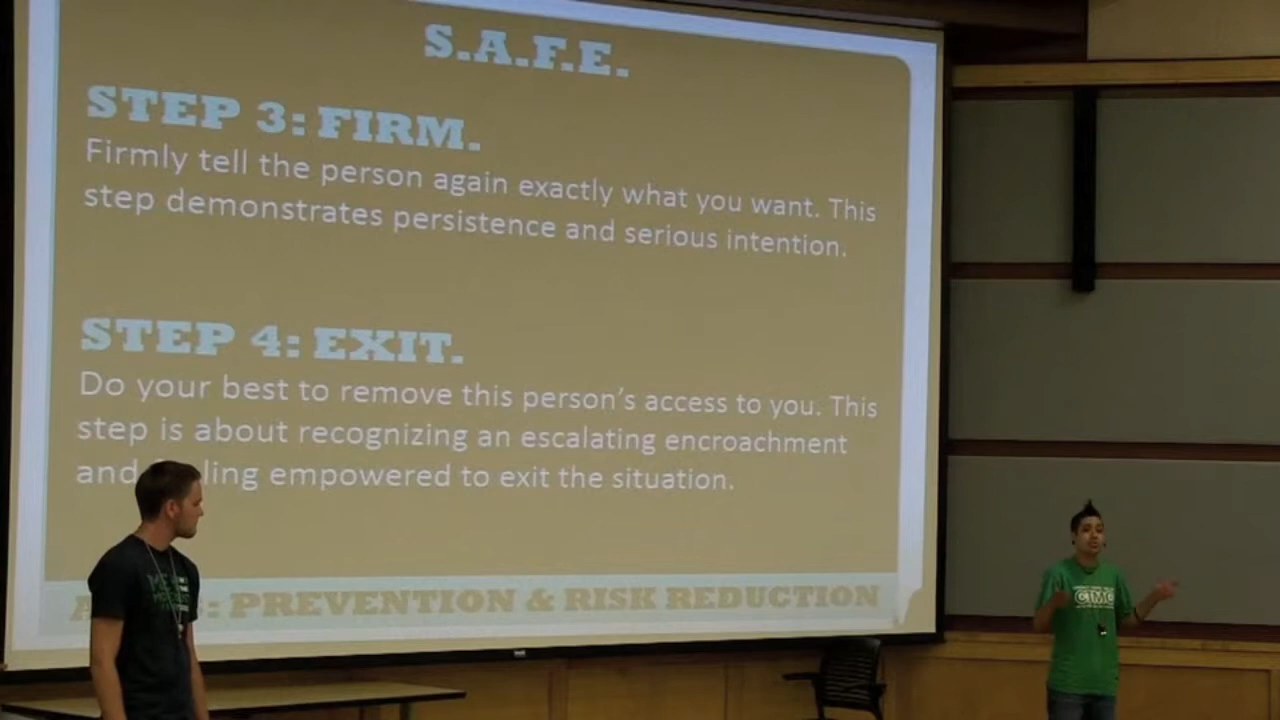 S.A.F.E.
STEP 3: FIRM.
Firmly tell the person again exactly what you want. This
step demonstrates persistence and serious intention.
STEP 4: EXIT.
Do your best to remove this person's access to you. This
step is about recognizing an escalating encroachment
and ling empowered to exit the situation.
: PREVENTION & RISK REDUCTION
CTMC